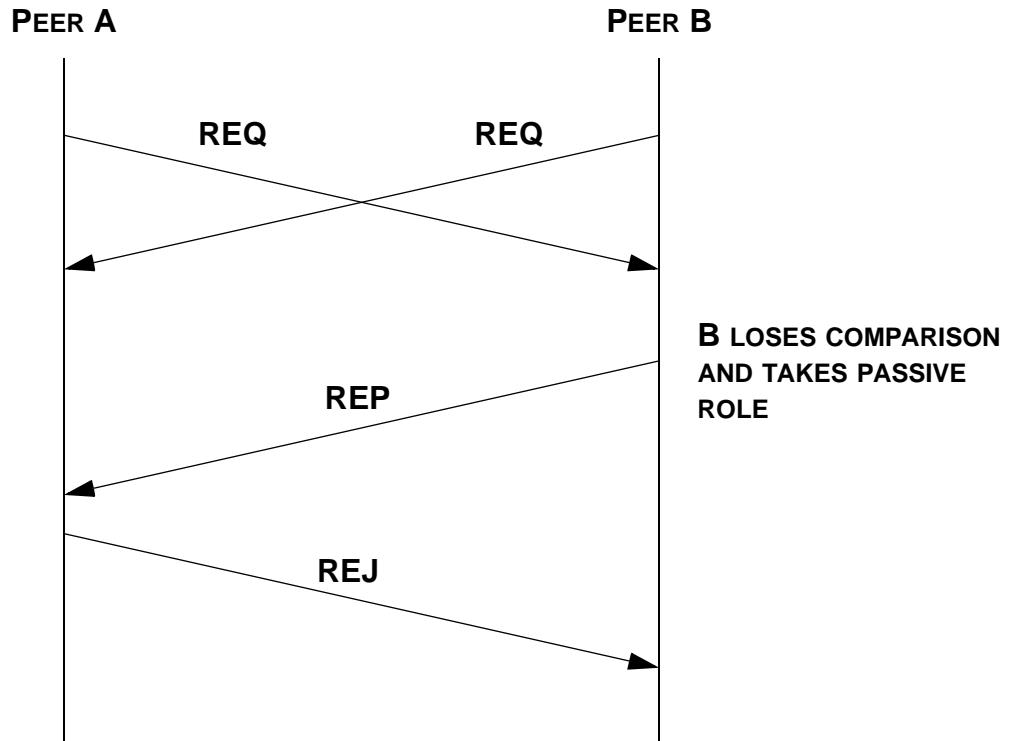 PEER A PEER B
REQ REQ
B LOSES COMPARISON
AND TAKES PASSIVE
ROLE
REP
REJ